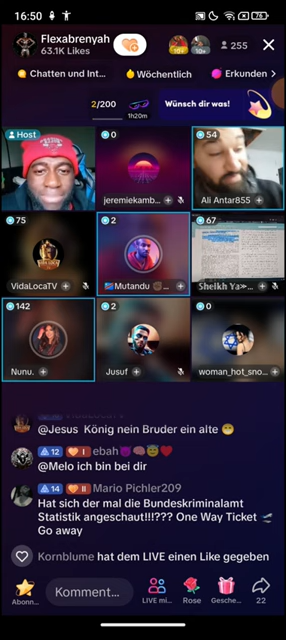 16:50
76
Flexabrenyah
63.1K Likes
10+
10+
255
Chatten und Int...
Wöchentlich
Erkunden
2/200
1h20m
Wünsch dir was!
Host
0
jeremiekamb...
54
Ali Antar855
75
VidaLocaTV
2
Mutandu
67
Sheikh Ya»...
142
Nunu.
2
Jusuf
0
woman_hot_sno...
@Jesus König nein Bruder ein alte 😁
12 I ebah😈🧠💯❤️
@Melo ich bin bei dir
14 II Mario Pichler209
Hat sich der mal die Bundeskriminalamt
Statistik angeschaut!!!??? One Way Ticket 🛫
Go away
Kornblume hat dem LIVE einen Like gegeben
Komment...
Abonn...
LIVE mi...
Rose
Gesche...
22